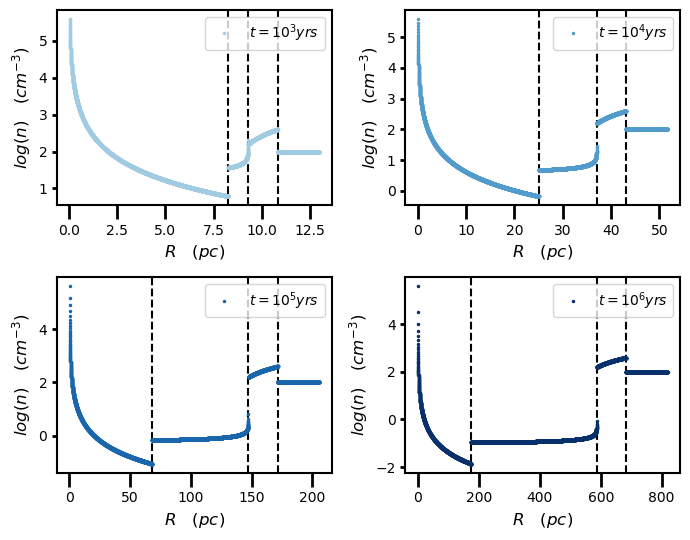 t = 10³yrs
log(n) (cm⁻³)
5
4
3
2
1
0.0 2.5 5.0 7.5 10.0 12.5
R (pc)
t = 10⁴yrs
log(n) (cm⁻³)
5
4
3
2
1
0
0 10 20 30 40 50
R (pc)
t = 10⁵yrs
log(n) (cm⁻³)
4
2
0
0 50 100 150 200
R (pc)
t = 10⁶yrs
log(n) (cm⁻³)
4
2
0
−2
0 200 400 600 800
R (pc)